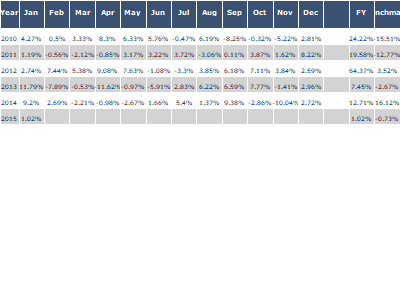 Year Jan Feb Mar Apr May Jun Jul Aug Sep Oct Nov Dec FY nchma
2010 4.27% 0.5% 3.33% 8.3% 6.33% 5.76% -0.47% 6.19% -8.25% -0.32% -5.22% 2.81% 24.22% -15.51%
2011 1.19% -0.56% -2.12% -0.85% 3.17% 3.22% 3.72% -3.06% 0.11% 3.87% 1.62% 8.22% 19.58% -12.77%
2012 2.74% 7.44% 5.38% 9.08% 7.63% -1.08% -3.3% 3.85% 6.18% 7.11% 3.84% 2.59% 64.37% 3.52%
2013 11.79% -7.89% -0.53% -11.62% -0.97% -5.91% 2.83% 6.22% 6.59% 7.77% -1.41% 2.96% 7.45% -2.67%
2014 9.2% 2.69% -2.21% -0.98% -2.67% 1.66% 5.4% 1.37% 9.38% -2.86% -10.04% 2.72% 12.71% 16.12%
2015 1.02% 1.02% -0.73%